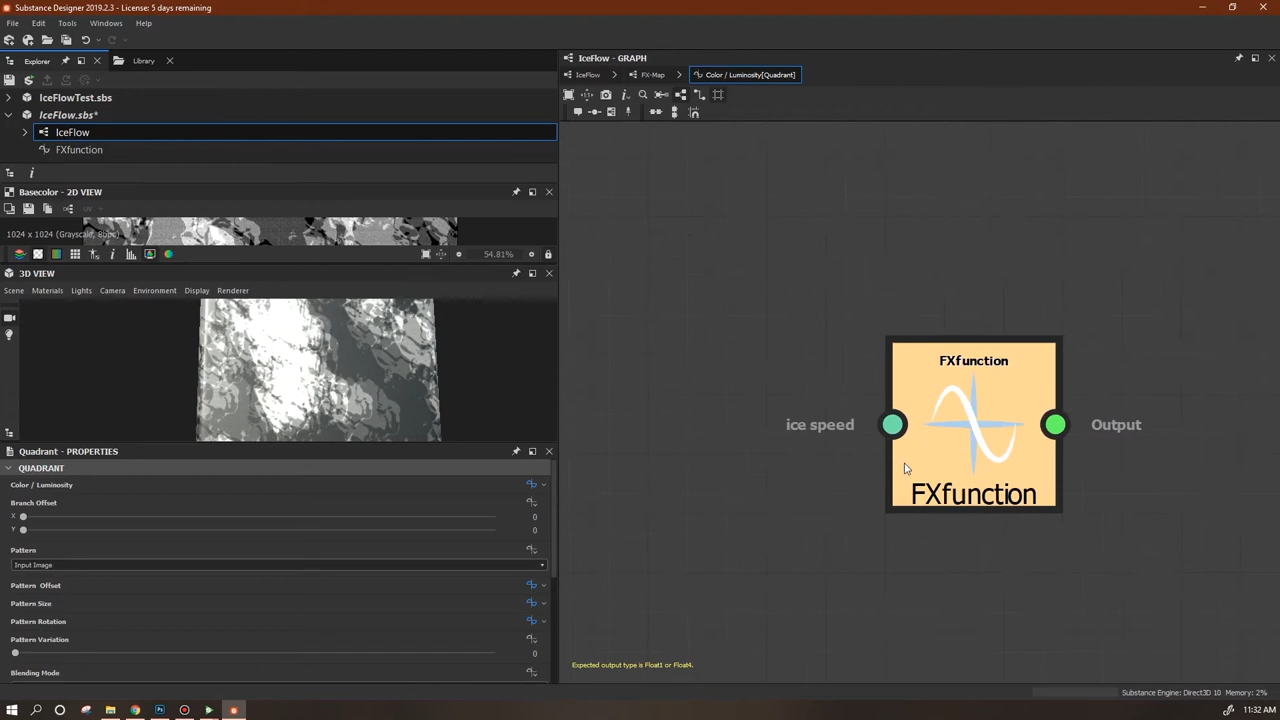 Substance Designer 2019.2.3 - License: 5 days remaining
File Edit Tools Windows Help
Explorer
Library
IceFlow - GRAPH
IceFlow FX-Map Color / Luminosity[Quadrant]
IceFlowTest.sbs
IceFlow.sbs*
IceFlow
FXfunction
Basecolor - 2D VIEW
UV
1024 x 1024 (Grayscale, 8bpc)
54.81%
3D VIEW
Scene Materials Lights Camera Environment Display Renderer
FXfunction
ice speed
Output
FXfunction
Quadrant - PROPERTIES
QUADRANT
Color / Luminosity
Branch Offset
X 0
Y 0
Pattern
Input Image
Pattern Offset
Pattern Size
Pattern Rotation
Pattern Variation
0
Blending Mode
Expected output type is Float1 or Float4.
Substance Engine: Direct3D 10 Memory: 2%
11:32 AM